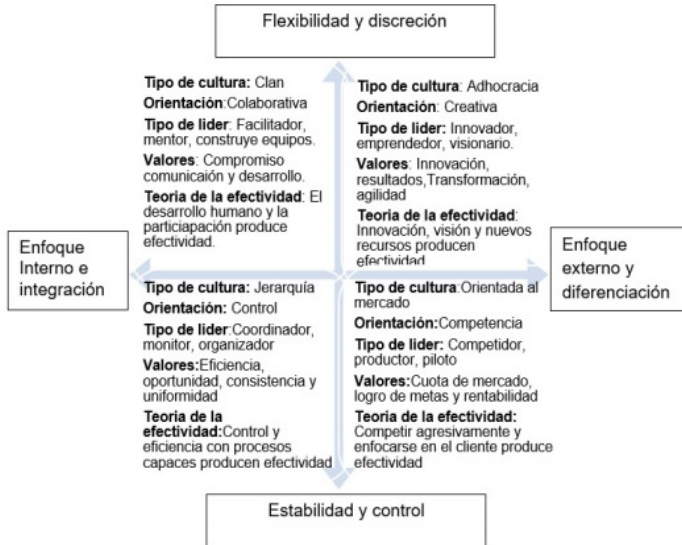 Flexibilidad y discreción
Tipo de cultura: Clan
Orientación:Colaborativa
Tipo de lider: Facilitador,
mentor, construye equipos.
Valores: Compromiso
comunicaión y desarrollo.
Teoria de la efectividad: El
desarrollo humano y la
particiapación produce
efectividad.
Tipo de cultura: Adhocracia
Orientación: Creativa
Tipo de lider: Innovador,
emprendedor, visionario.
Valores: Innovación,
resultados,Transformación,
agilidad
Teoria de la efectividad:
Innovación, visión y nuevos
recursos producen
efectividad
Enfoque
Interno e
integración
Enfoque
externo y
diferenciación
Tipo de cultura: Jerarquía
Orientación: Control
Tipo de lider:Coordinador,
monitor, organizador
Valores:Eficiencia,
oportunidad, consistencia y
uniformidad
Teoria de la
efectividad:Control y
eficiencia con procesos
capaces producen efectividad
Tipo de cultura:Orientada al
mercado
Orientación:Competencia
Tipo de lider: Competidor,
productor, piloto
Valores:Cuota de mercado,
logro de metas y rentabilidad
Teoria de la efectividad:
Competir agresivamente y
enfocarse en el cliente produce
efectividad
Estabilidad y control